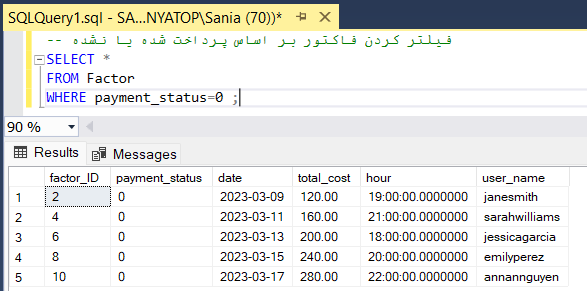 SQLQuery1.sql - SA...NYATOP\Sania (70))*
-- فیلتر کردن فاکتور بر اساس پرداخت شده یا نشده
SELECT *
FROM Factor
WHERE payment_status=0 ;
90 %
Results Messages
factor_ID payment_status date total_cost hour user_name
1 2 0 2023-03-09 120.00 19:00:00.0000000 janesmith
2 4 0 2023-03-11 160.00 21:00:00.0000000 sarahwilliams
3 6 0 2023-03-13 200.00 18:00:00.0000000 jessicagarcia
4 8 0 2023-03-15 240.00 20:00:00.0000000 emilyperez
5 10 0 2023-03-17 280.00 22:00:00.0000000 annannguyen